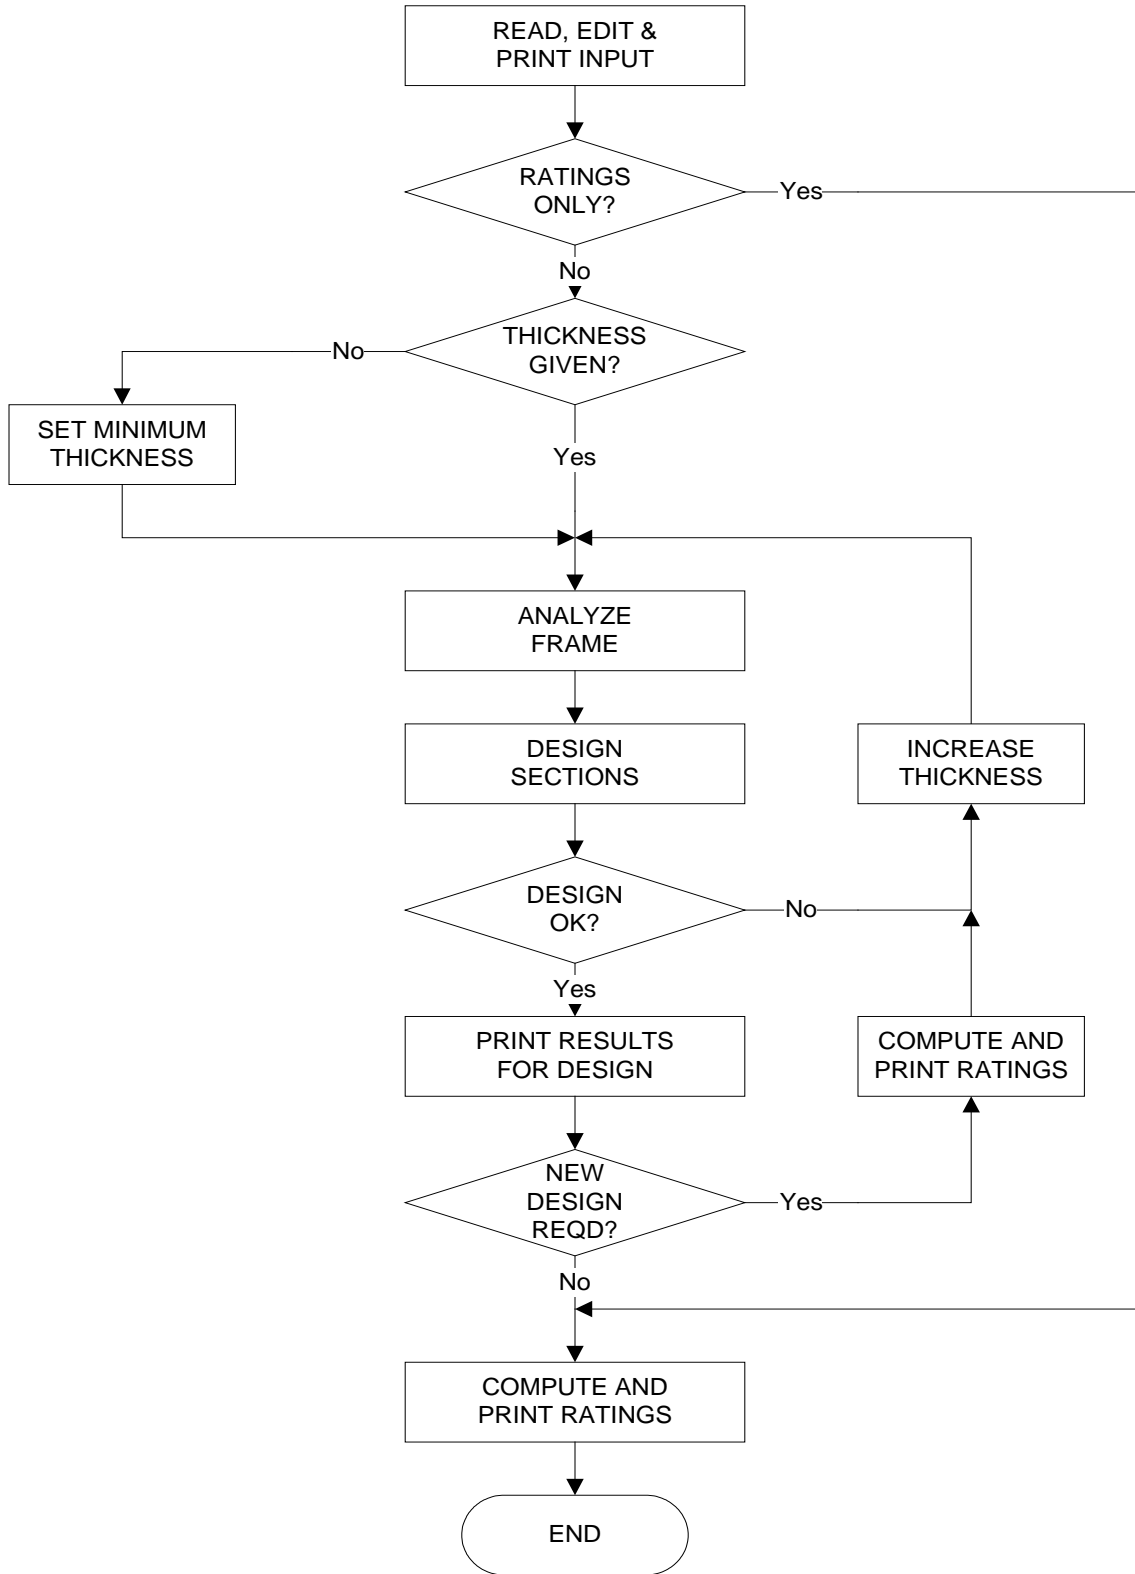 READ, EDIT &
PRINT INPUT
RATINGS
ONLY?
Yes
No
THICKNESS
GIVEN?
No
SET MINIMUM
THICKNESS
Yes
ANALYZE
FRAME
DESIGN
SECTIONS
INCREASE
THICKNESS
DESIGN
OK?
No
Yes
PRINT RESULTS
FOR DESIGN
COMPUTE AND
PRINT RATINGS
NEW
DESIGN
REQD?
Yes
No
COMPUTE AND
PRINT RATINGS
END